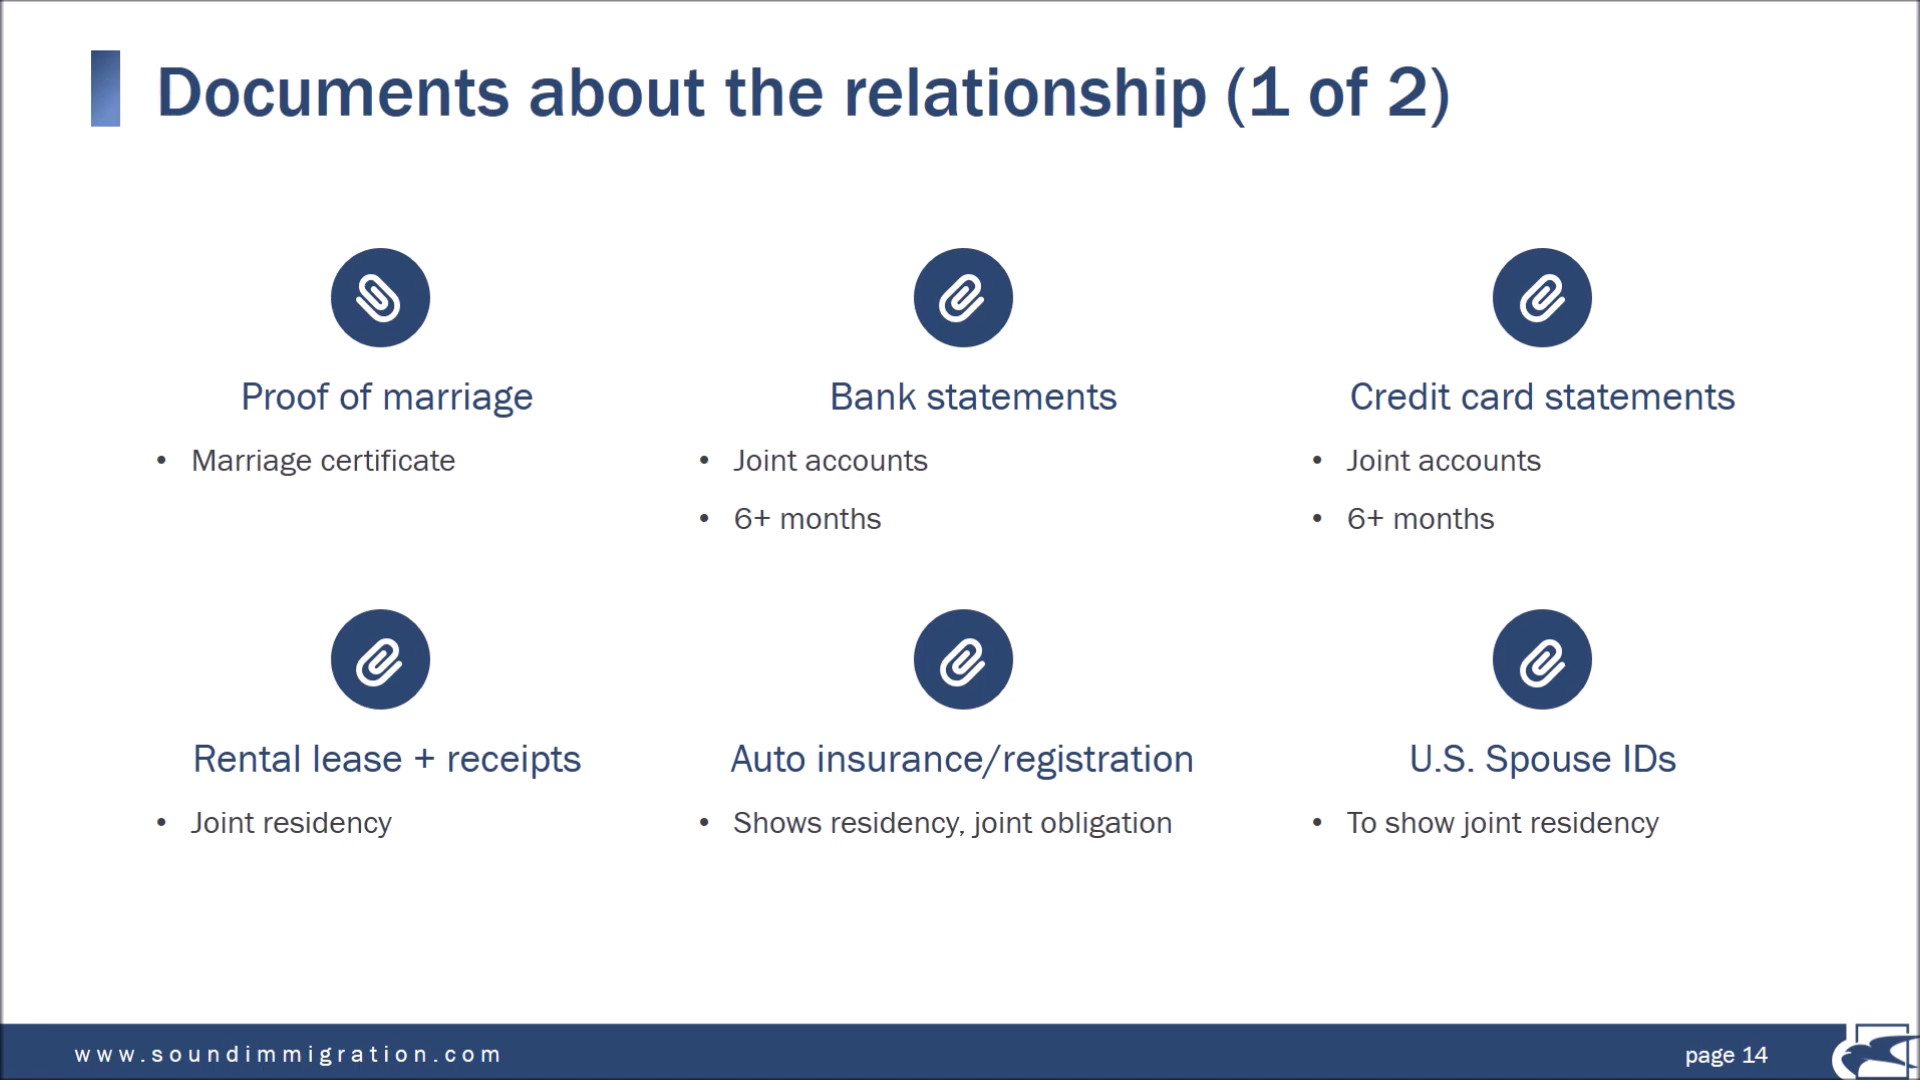 Documents about the relationship (1 of 2)
Proof of marriage
• Marriage certificate
Bank statements
• Joint accounts
• 6+ months
Credit card statements
• Joint accounts
• 6+ months
Rental lease + receipts
• Joint residency
Auto insurance/registration
• Shows residency, joint obligation
U.S. Spouse IDs
• To show joint residency
www.soundimmigration.com
page 14